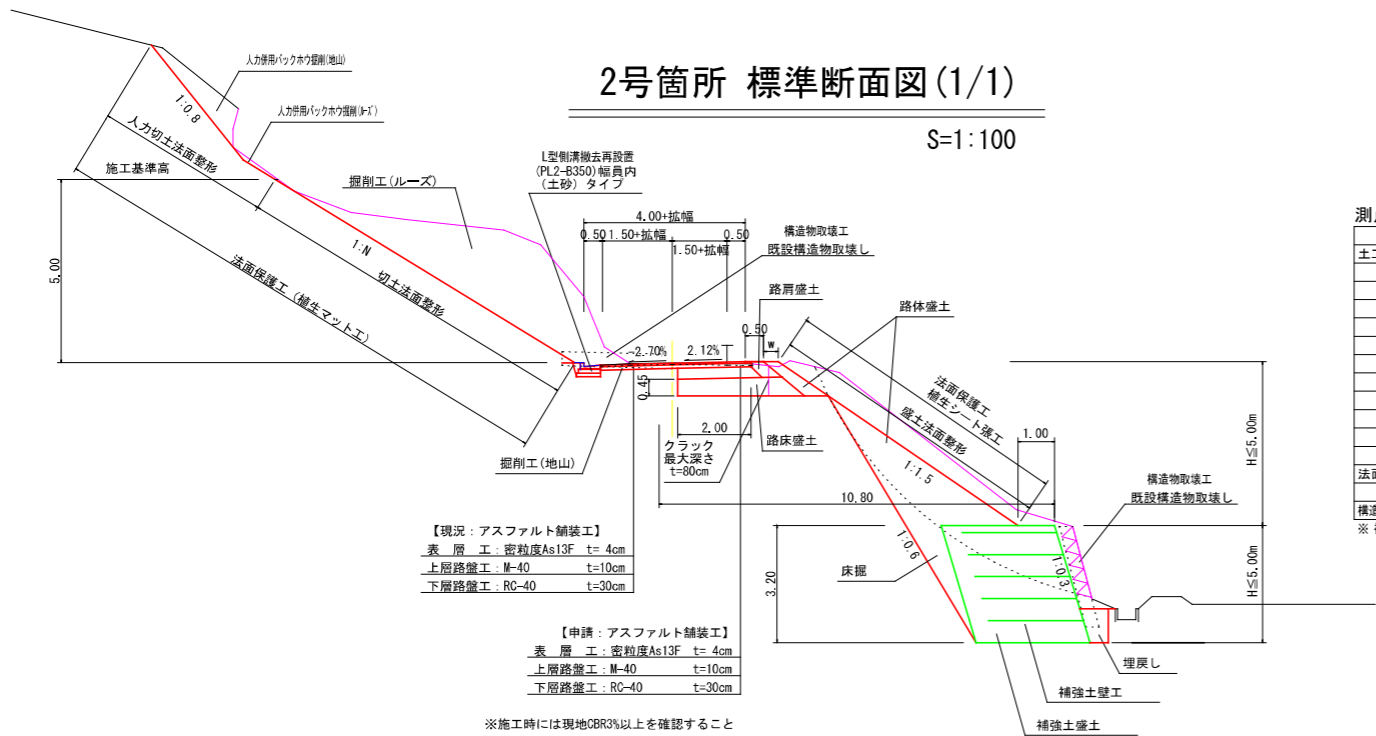 2号箇所 標準断面図(1/1)
S=1:100
人力併用バックホウ掘削(地山)
人力併用バックホウ掘削(ルーズ)
1:0.8
人力切土法面整形
施工基準高
掘削工(ルーズ)
L型側溝撤去再設置
(PL2-B350)幅員内
(土砂) タイプ
4.00+拡幅
0.50
1.50+拡幅
0.50
1.50+拡幅
構造物取壊工
既設構造物取壊し
路肩盛土
路体盛土
5.00
1:N
切土法面整形
法面保護工 (植生マット工)
0.50
w
2.70%
2.12%
0.45
2.00
路床盛土
クラック
最大深さ
t=80cm
掘削工(地山)
法面保護工
植生シート張工
盛土法面整形
1.00
1:1.5
H≦5.00m
構造物取壊工
既設構造物取壊し
10.80
1:0.6
床掘
3.20
1:0.3
H≦5.00m
埋戻し
補強土壁工
補強土盛土
【現況：アスファルト舗装工】
表 層 工：密粒度As13F t= 4cm
上層路盤工：M-40 t=10cm
下層路盤工：RC-40 t=30cm
【申請：アスファルト舗装工】
表 層 工：密粒度As13F t= 4cm
上層路盤工：M-40 t=10cm
下層路盤工：RC-40 t=30cm
※施工時には現地CBR3%以上を確認すること
土工
法面
構造